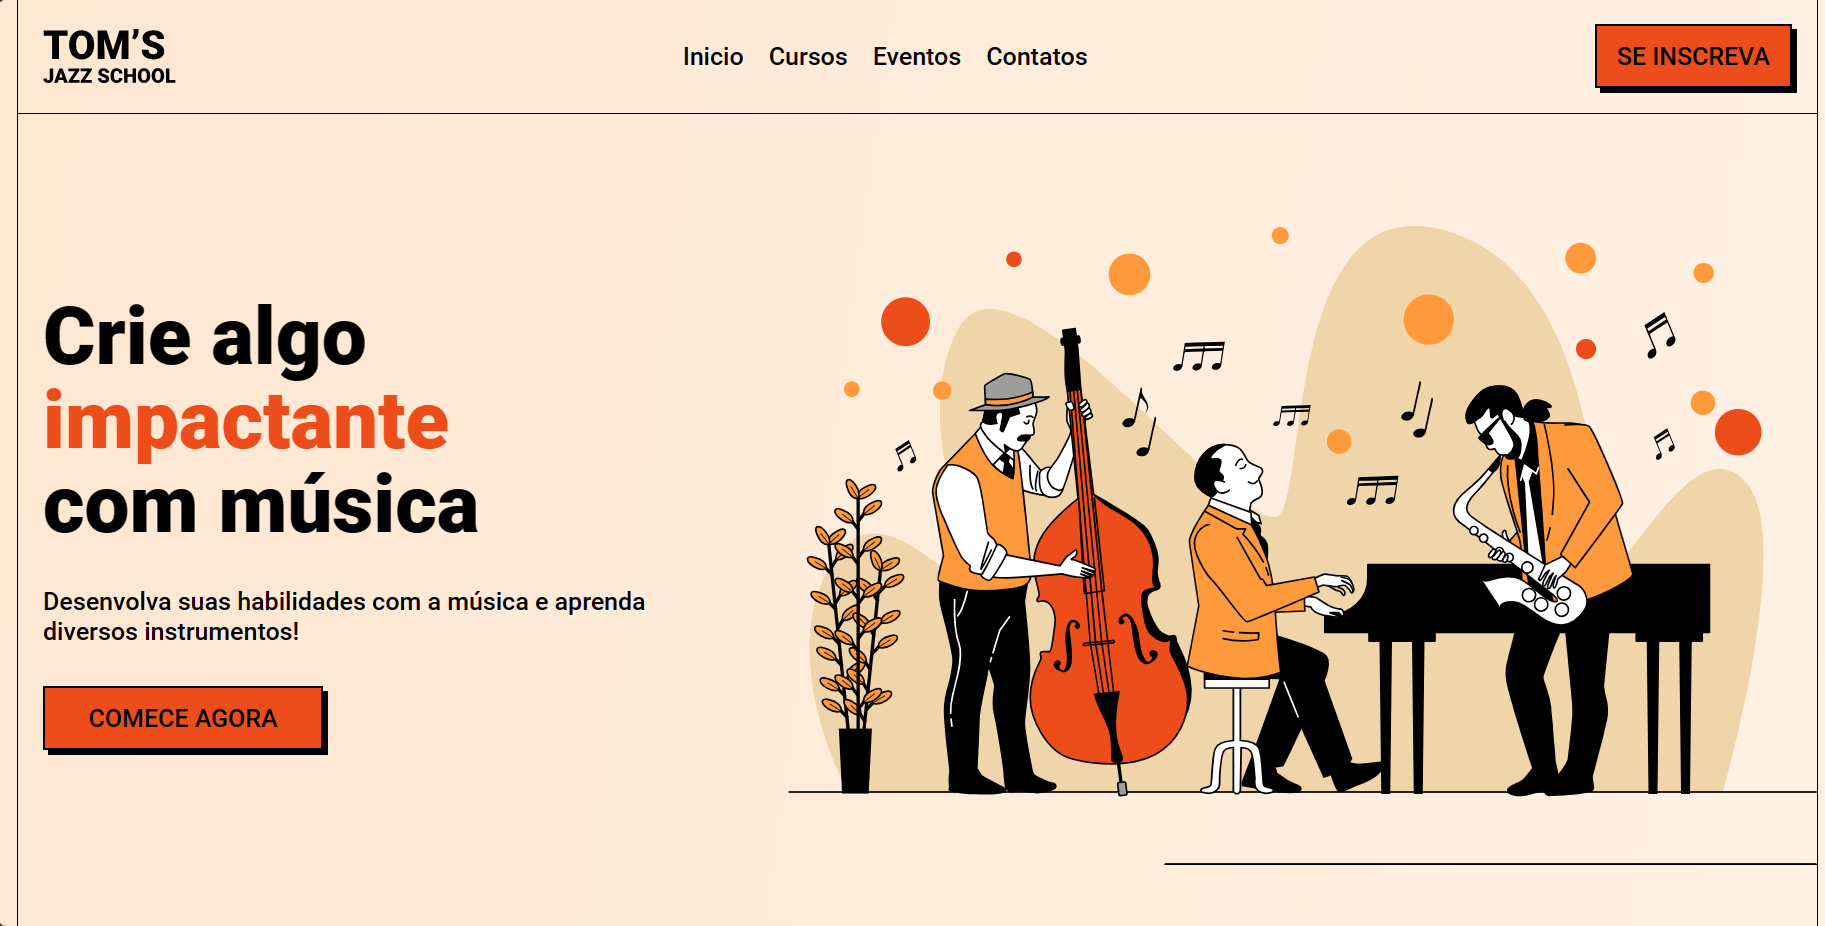 TOM’S
JAZZ SCHOOL
Inicio Cursos Eventos Contatos
SE INSCREVA
Crie algo
impactante
com música
Desenvolva suas habilidades com a música e aprenda
diversos instrumentos!
COMECE AGORA